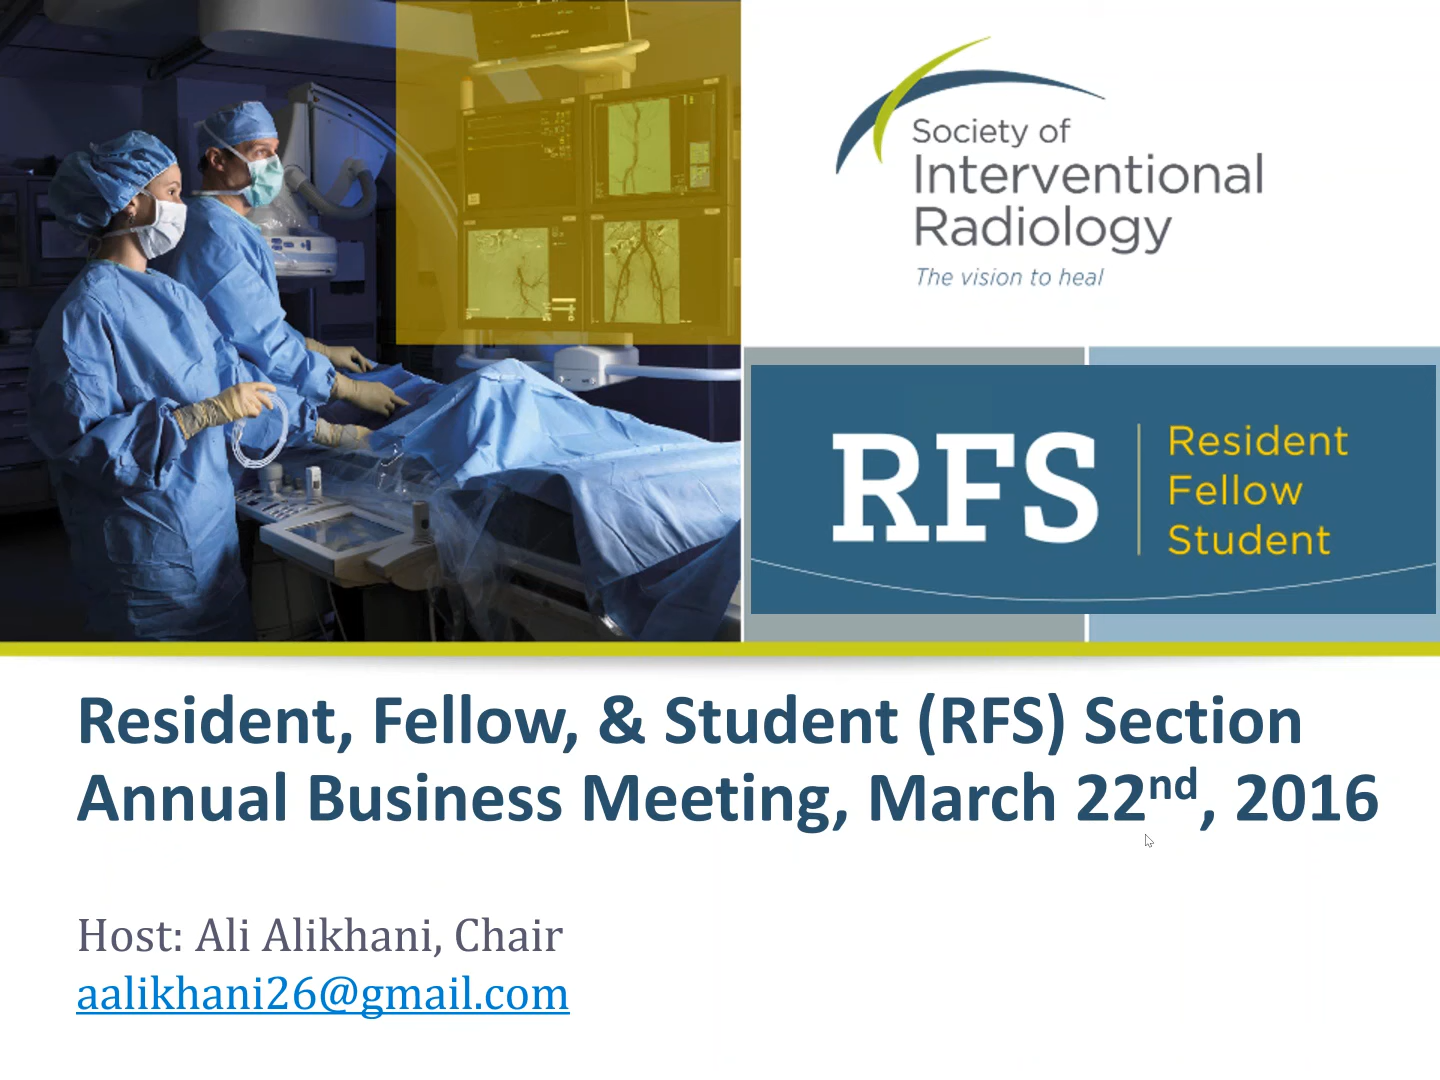 Society of
Interventional
Radiology
The vision to heal
RFS
Resident
Fellow
Student
Resident, Fellow, & Student (RFS) Section
Annual Business Meeting, March 22nd, 2016
Host: Ali Alikhani, Chair
aalikhani26@gmail.com